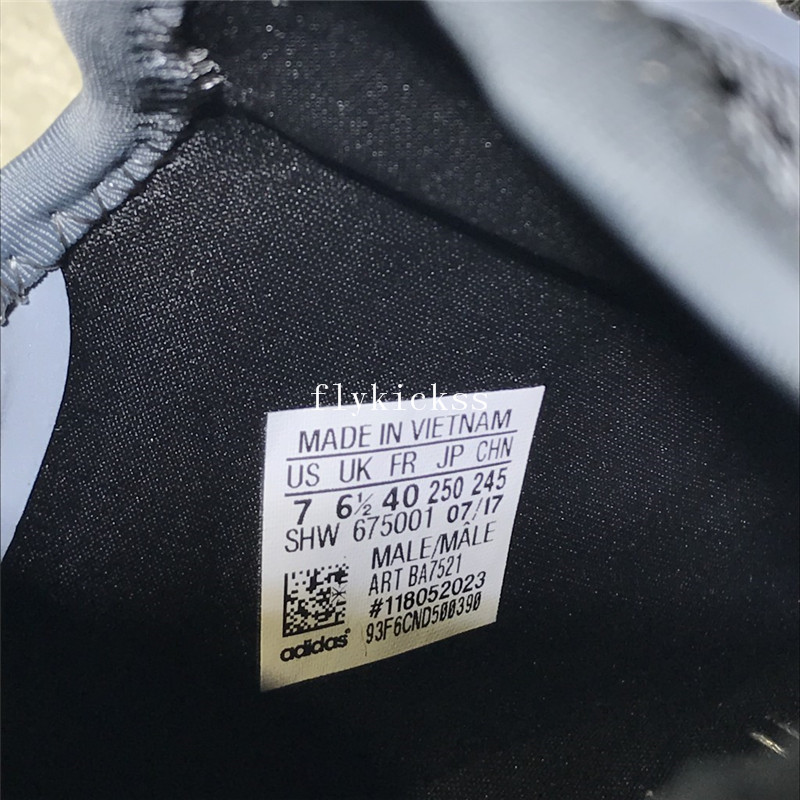 flykickss
MADE IN VIETNAM
US UK FR JP CHN
7 6½ 40 250 245
SHW 675001 07/17
MALE/MÂLE
ART BA7521
#118052023
93F6CND500390
adidas®